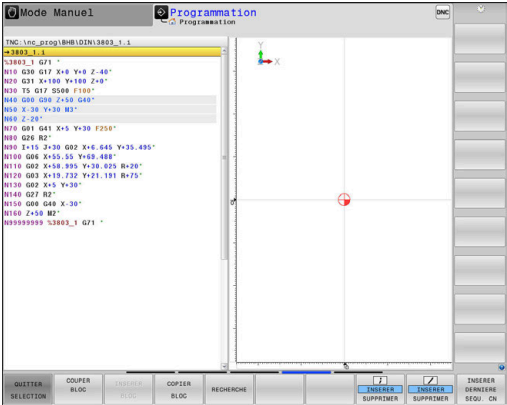 Mode Manuel
Programmation
Programmation
DNC
TNC:\nc_prog\BHB\DIN\3803_1.i
→3803_1.i
%3803_1 G71 *
N10 G30 G17 X+0 Y+0 Z-40*
N20 G31 X+100 Y+100 Z+0*
N30 T5 G17 S500 F100*
N40 G00 G90 Z+50 G40*
N50 X-30 Y+30 M3*
N60 Z-20*
N70 G01 G41 X+5 Y+30 F250*
N80 G26 R2*
N90 I+15 J+30 G02 X+6.645 Y+35.495*
N100 G06 X+55.55 Y+69.488*
N110 G02 X+58.995 Y+30.025 R+20*
N120 G03 X+19.732 Y+21.191 R+75*
N130 G02 X+5 Y+30*
N140 G27 R2*
N150 G00 G40 X-30*
N160 Z+50 M2*
N99999999 %3803_1 G71 *
Y
X
0
0
QUITTER
SELECTION
COUPER
BLOC
INSERER
BLOC
COPIER
BLOC
RECHERCHE
INSERER
SUPPRIMER
INSERER
SUPPRIMER
INSERER
DERNIERE
SEQU. CN